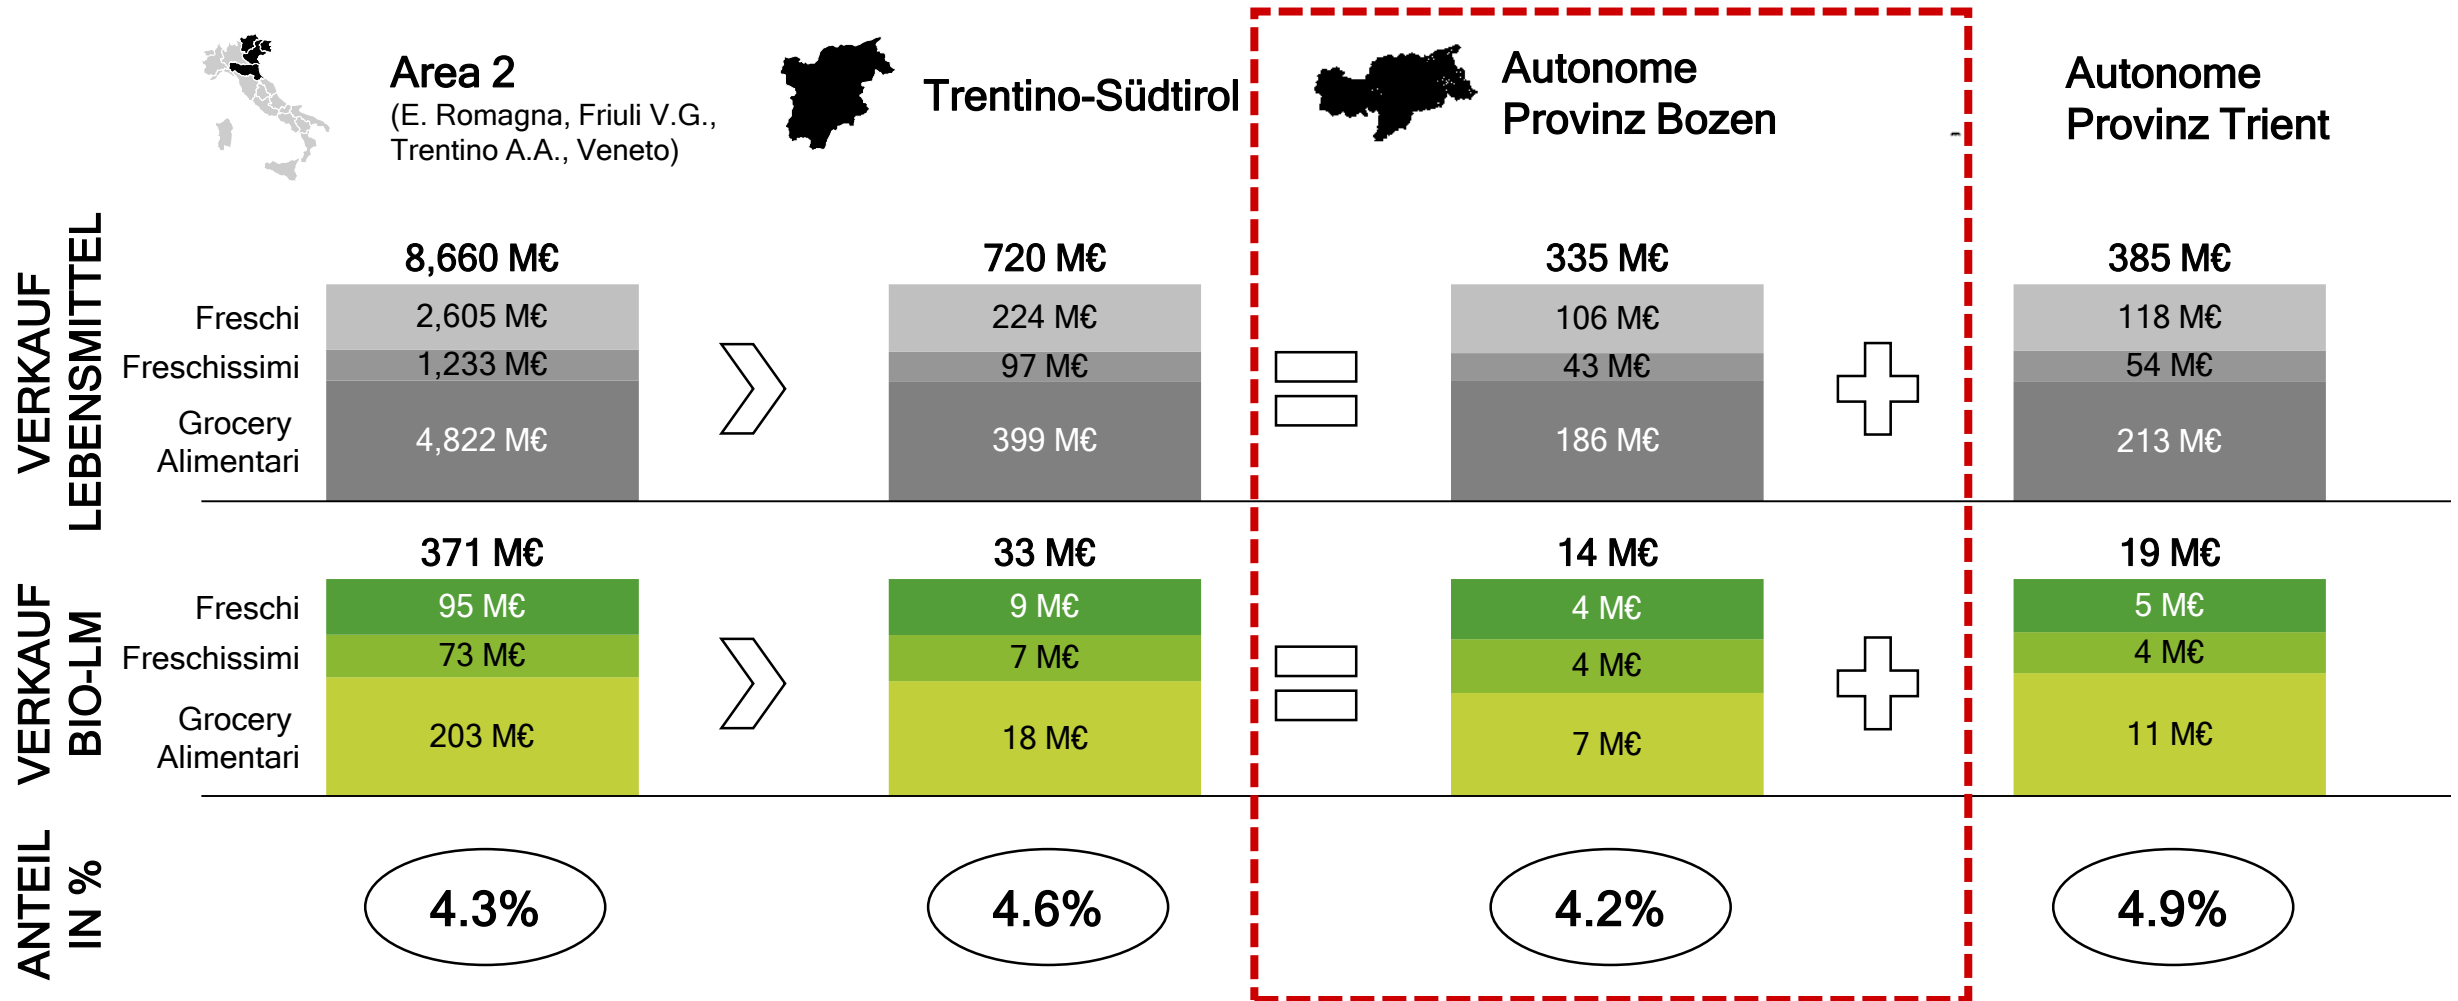 Area 2
(E. Romagna, Friuli V.G.,
Trentino A.A., Veneto)
Trentino-Südtirol
Autonome
Provinz Bozen
Autonome
Provinz Trient
VERKAUF
LEBENSMITTEL
8,660 M€
720 M€
335 M€
385 M€
Freschi
2,605 M€
224 M€
106 M€
118 M€
Freschissimi
1,233 M€
97 M€
43 M€
54 M€
Grocery
Alimentari
4,822 M€
399 M€
186 M€
213 M€
VERKAUF
BIO-LM
371 M€
33 M€
14 M€
19 M€
Freschi
95 M€
9 M€
4 M€
5 M€
Freschissimi
73 M€
7 M€
4 M€
4 M€
Grocery
Alimentari
203 M€
18 M€
7 M€
11 M€
ANTEIL
IN %
4.3%
4.6%
4.2%
4.9%